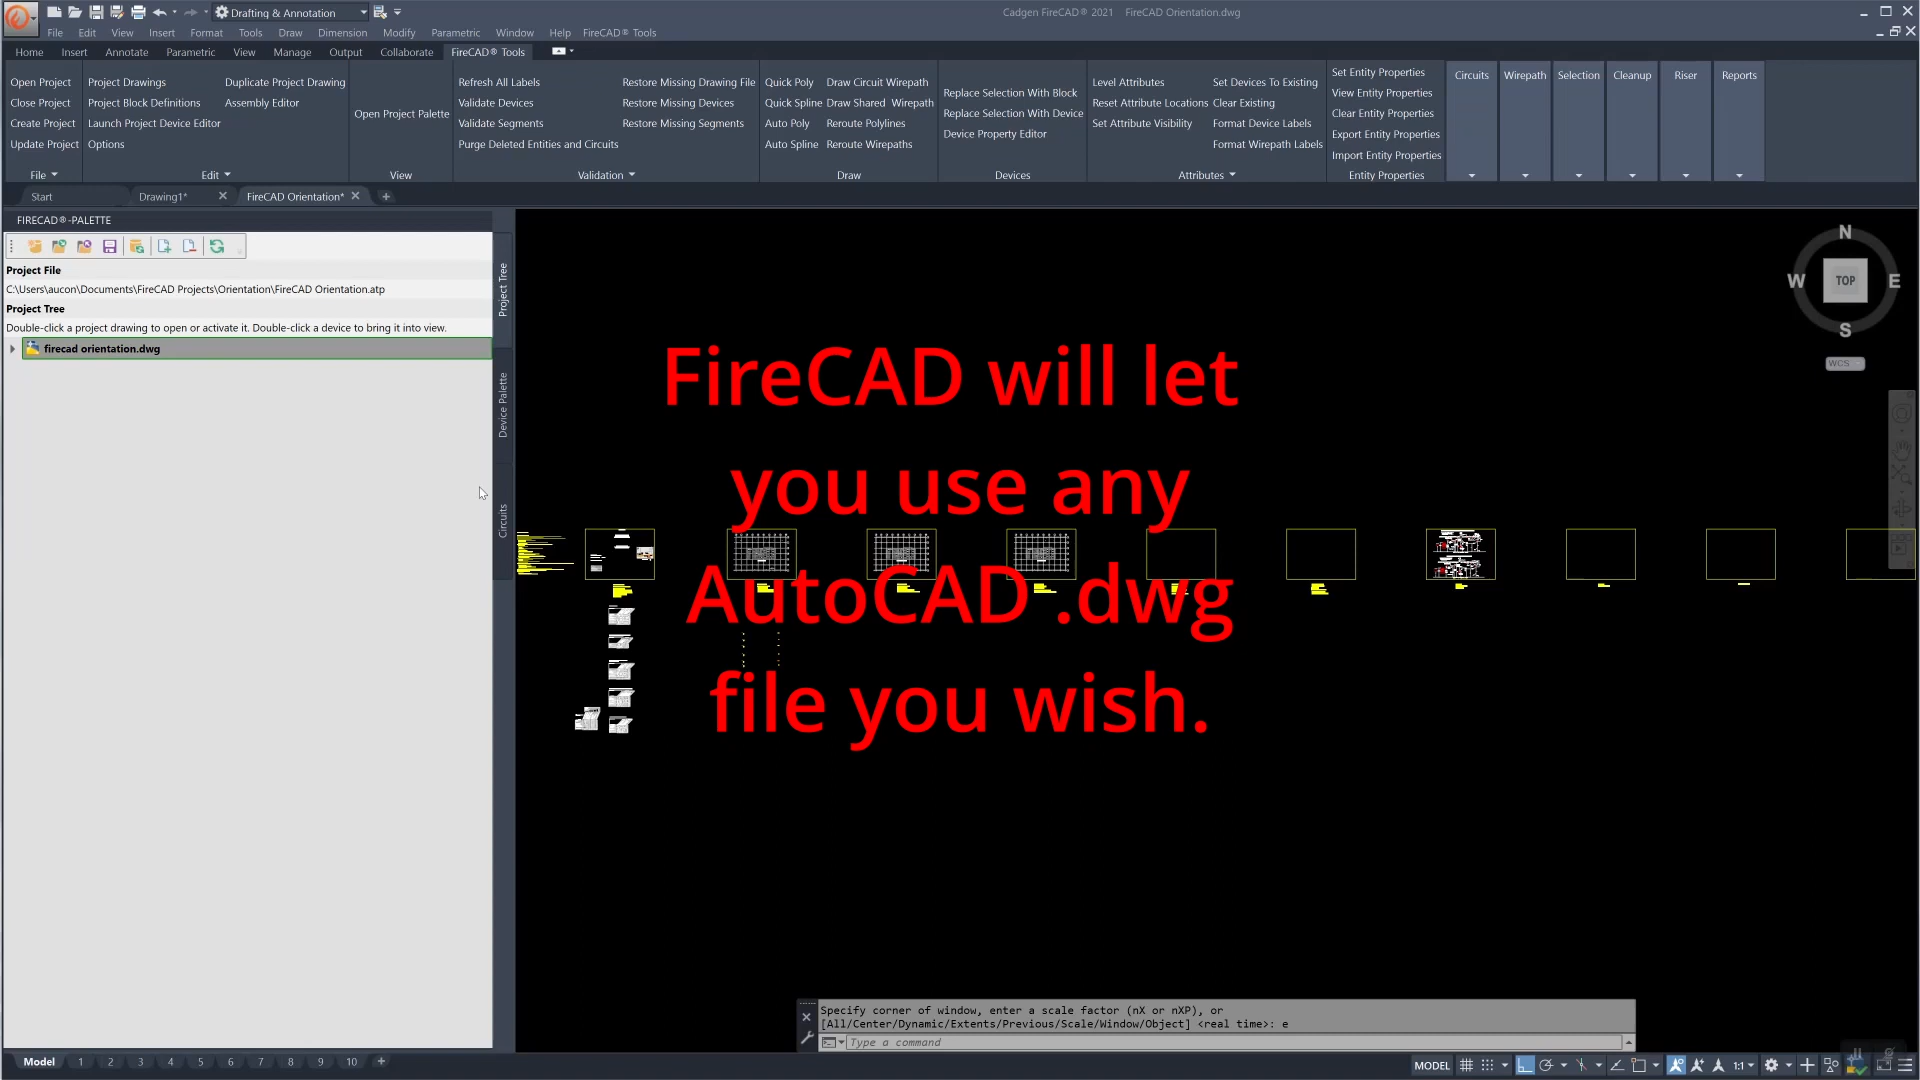 Drafting & Annotation
Cadgen FireCAD® 2021 FireCAD Orientation.dwg
File Edit View Insert Format Tools Draw Dimension Modify Parametric Window Help FireCAD® Tools
Home Insert Annotate Parametric View Manage Output Collaborate FireCAD® Tools
Open Project
Close Project
Create Project
Update Project
File
Project Drawings
Project Block Definitions
Launch Project Device Editor
Options
Duplicate Project Drawing
Assembly Editor
Edit
Open Project Palette
View
Refresh All Labels
Validate Devices
Validate Segments
Purge Deleted Entities and Circuits
Restore Missing Drawing File
Restore Missing Devices
Restore Missing Segments
Validation
Quick Poly
Quick Spline
Auto Poly
Auto Spline
Draw Circuit Wirepath
Draw Shared Wirepath
Reroute Polylines
Reroute Wirepaths
Draw
Replace Selection With Block
Replace Selection With Device
Device Property Editor
Devices
Level Attributes
Reset Attribute Locations
Set Attribute Visibility
Set Devices To Existing
Clear Existing
Format Device Labels
Format Wirepath Labels
Attributes
Set Entity Properties
View Entity Properties
Clear Entity Properties
Export Entity Properties
Import Entity Properties
Entity Properties
Circuits
Wirepath
Selection
Cleanup
Riser
Reports
Start
Drawing1*
FireCAD Orientation*
FIRECAD®-PALETTE
Project File
C:\Users\aucon\Documents\FireCAD Projects\Orientation\FireCAD Orientation.atp
Project Tree
Double-click a project drawing to open or activate it. Double-click a device to bring it into view.
firecad orientation.dwg
Project Tree
Device Palette
Circuits
N
W TOP E
S
WCS
FireCAD will let
you use any
AutoCAD .dwg
file you wish.
Specify corner of window, enter a scale factor (nX or nXP), or
[All/Center/Dynamic/Extents/Previous/Scale/Window/Object] <real time>: e
Type a command
Model 1 2 3 4 5 6 7 8 9 10 +
MODEL
1:1